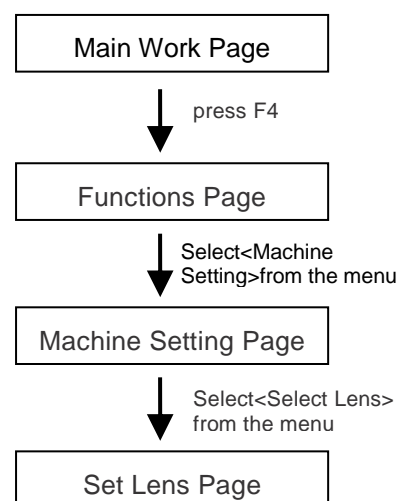 Main Work Page
press F4
Functions Page
Select<Machine
Setting>from the menu
Machine Setting Page
Select<Select Lens>
from the menu
Set Lens Page